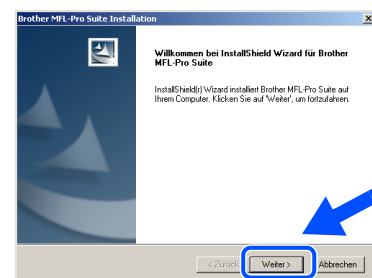 Brother MFL-Pro Suite Installation
Willkommen bei InstallShield Wizard für Brother
MFL-Pro Suite
InstallShield(r) Wizard installiert Brother MFL-Pro Suite auf
Ihrem Computer. Klicken Sie auf 'Weiter', um fortzufahren.
< Zurück Weiter > Abbrechen